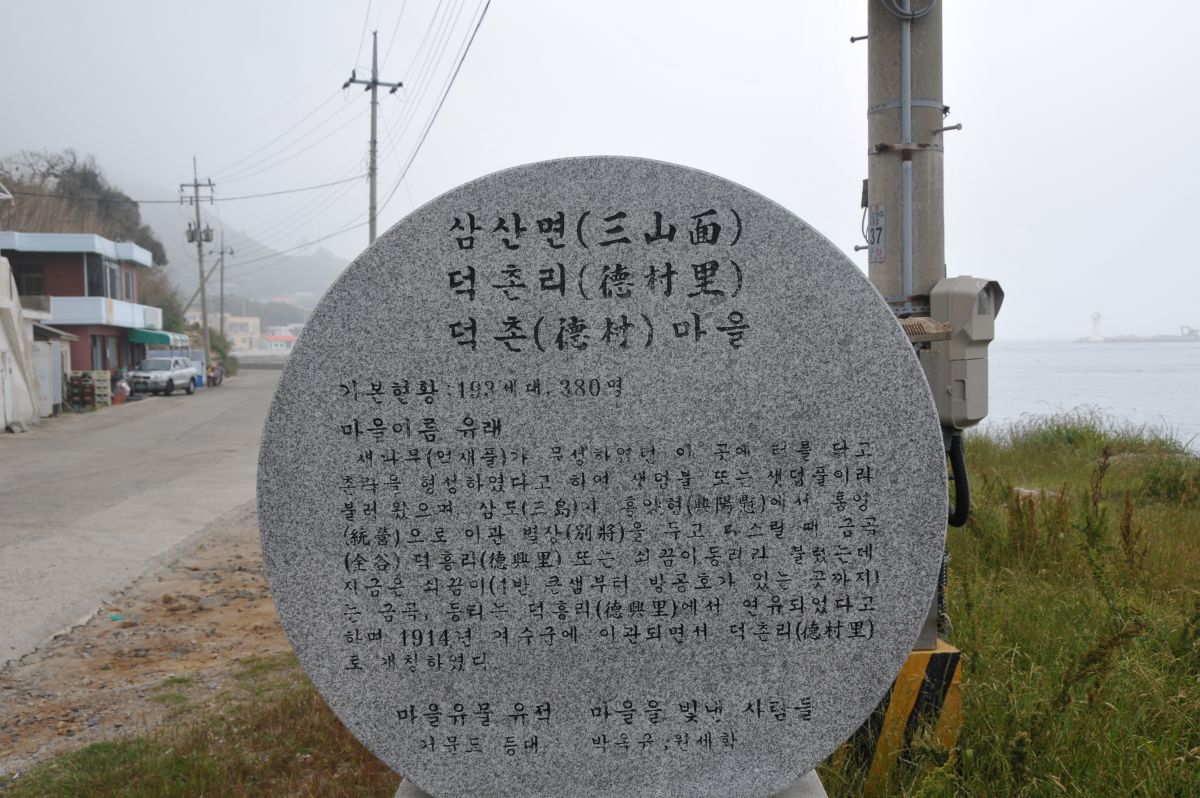 삼산면(三山面)
덕촌리(德村里)
덕촌(德村) 마을
기본현황 : 193세대, 380명
마을이름 유래
새나무(억새풀)가 무성하였던 이 곳에 터를 닦고
촌락을 형성하였다고 하여 샛덤불 또는 샛덤풀이라
불러 왔으며 삼도(三島)가 흥양현(興陽縣)에서 통영
(統營)으로 이관 별장(別將)을 두고 다스릴 때 금곡
(金谷) 덕흥리(德興里) 또는 쇠끔이등리라 불렀는데
지금은 쇠끔이(1반 큰샘부터 방공호가 있는 곳까지)
는 금곡, 등리는 덕흥리(德興里)에서 연유되었다고
하며 1914년 여수군에 이관되면서 덕촌리(德村里)
로 개칭하였다.
마을유물 유적 마을을 빛낸 사람들
거문도 등대, 박옥규, 원세학
37